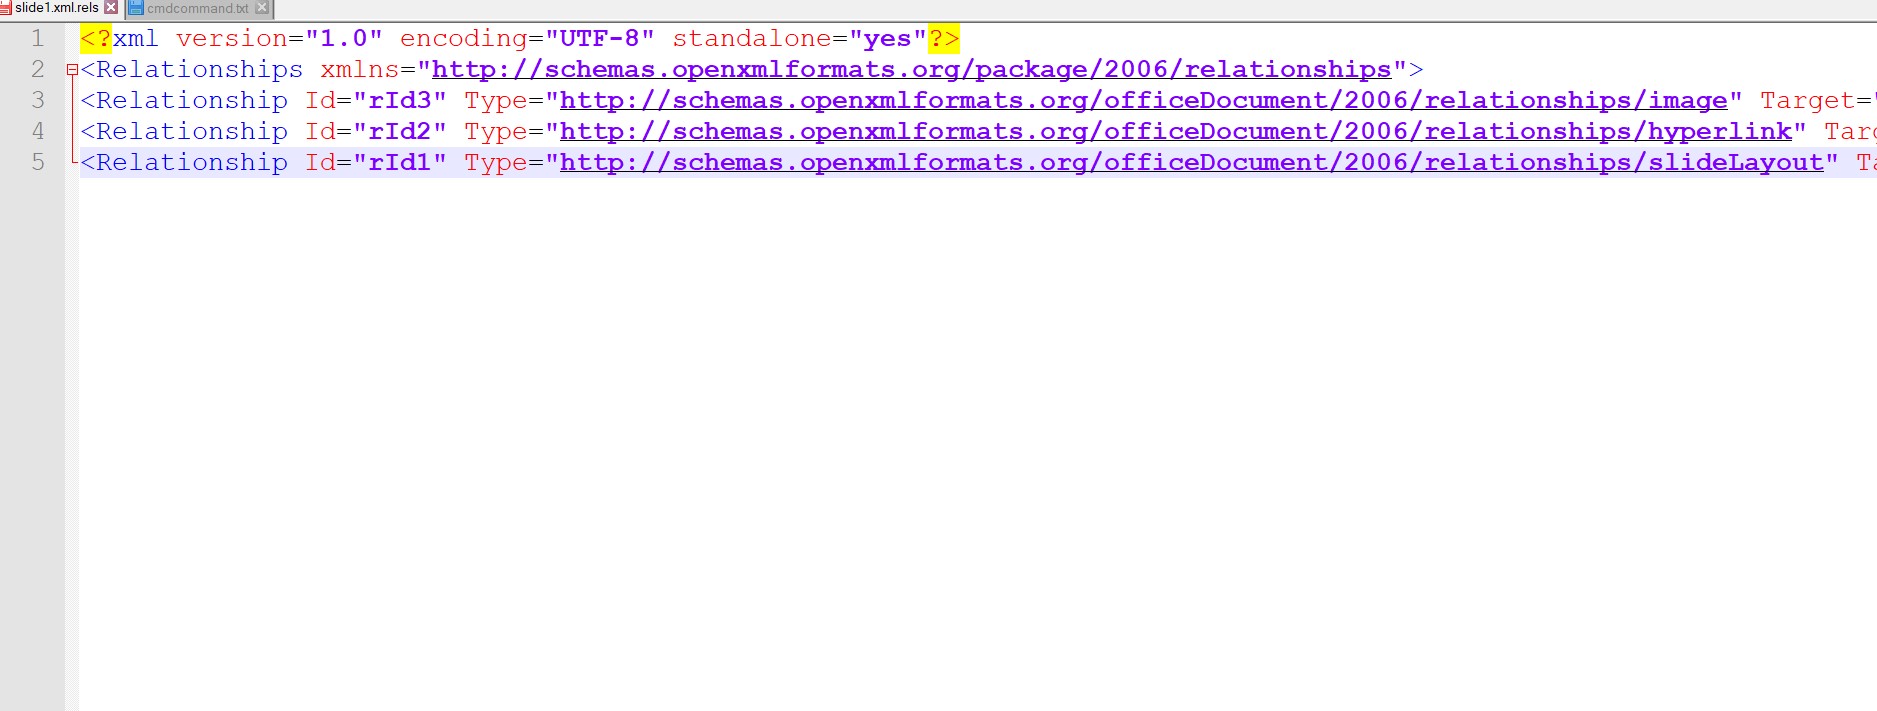 slide1.xml.rels cmdcommand.txt
1 <?xml version="1.0" encoding="UTF-8" standalone="yes"?>
2 <Relationships xmlns="http://schemas.openxmlformats.org/package/2006/relationships">
3 <Relationship Id="rId3" Type="http://schemas.openxmlformats.org/officeDocument/2006/relationships/image" Target="
4 <Relationship Id="rId2" Type="http://schemas.openxmlformats.org/officeDocument/2006/relationships/hyperlink" Targ
5 <Relationship Id="rId1" Type="http://schemas.openxmlformats.org/officeDocument/2006/relationships/slideLayout" Ta